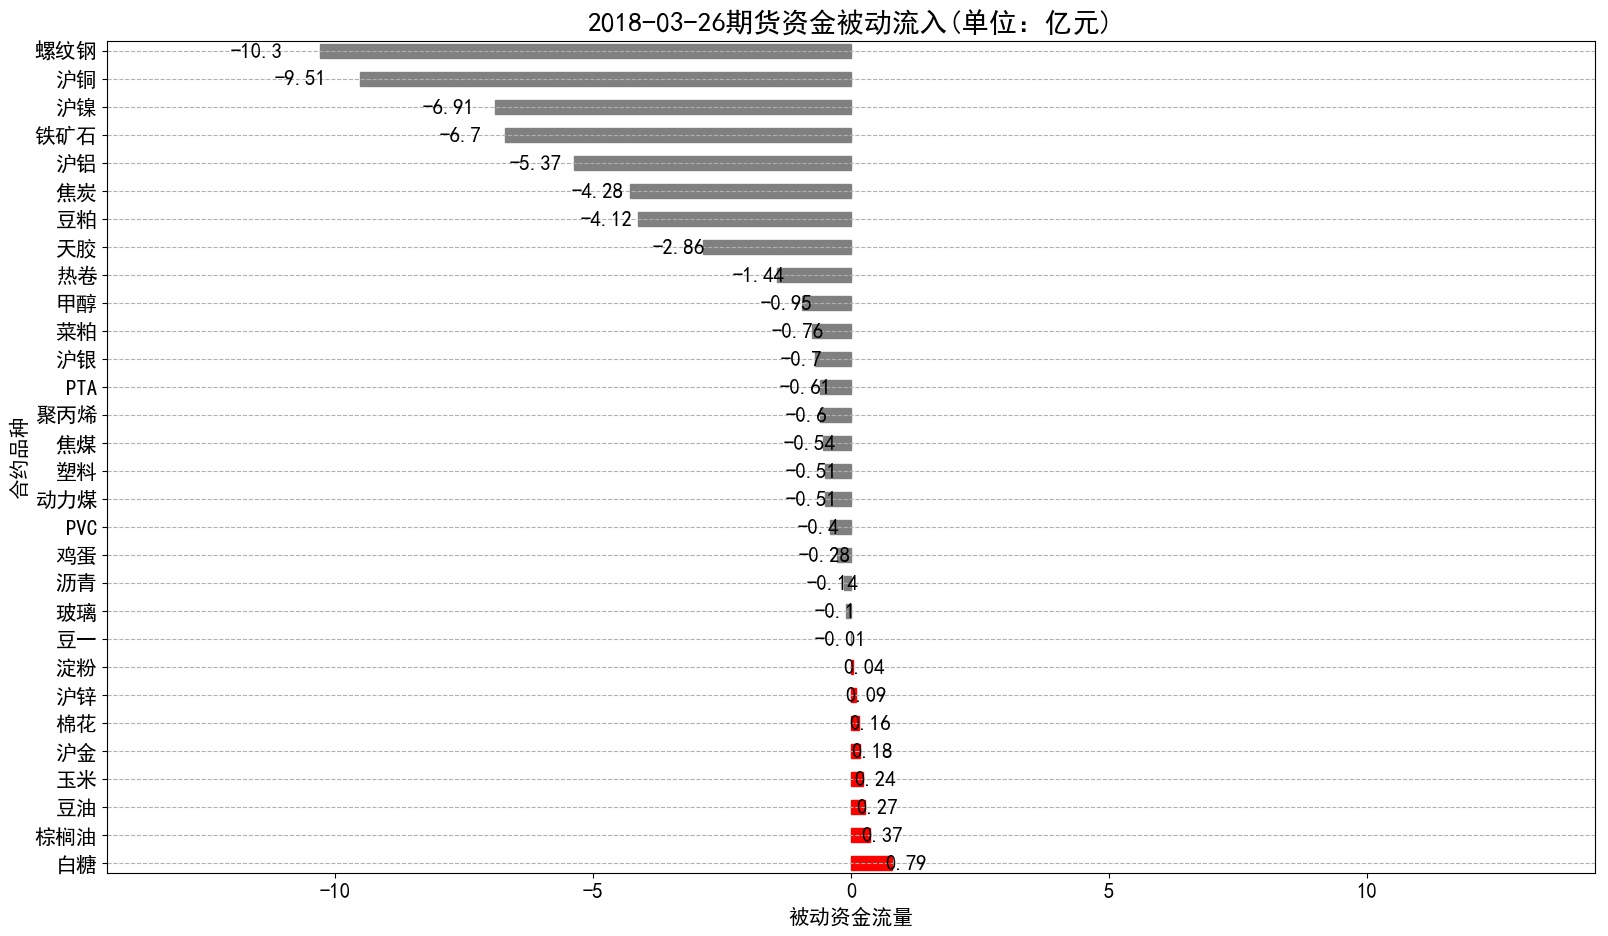 2018-03-26期货资金被动流入(单位：亿元)
螺纹钢 -10.3
沪铜 -9.51
沪镍 -6.91
铁矿石 -6.7
沪铝 -5.37
焦炭 -4.28
豆粕 -4.12
天胶 -2.86
热卷 -1.44
甲醇 -0.95
菜粕 -0.76
沪银 -0.7
PTA -0.61
聚丙烯 -0.6
焦煤 -0.54
塑料 -0.51
动力煤 -0.51
PVC -0.4
鸡蛋 -0.28
沥青 -0.14
玻璃 -0.1
豆一 -0.01
淀粉 0.04
沪锌 0.09
棉花 0.16
沪金 0.18
玉米 0.24
豆油 0.27
棕榈油 0.37
白糖 0.79
合约品种
-10 -5 0 5 10
被动资金流量